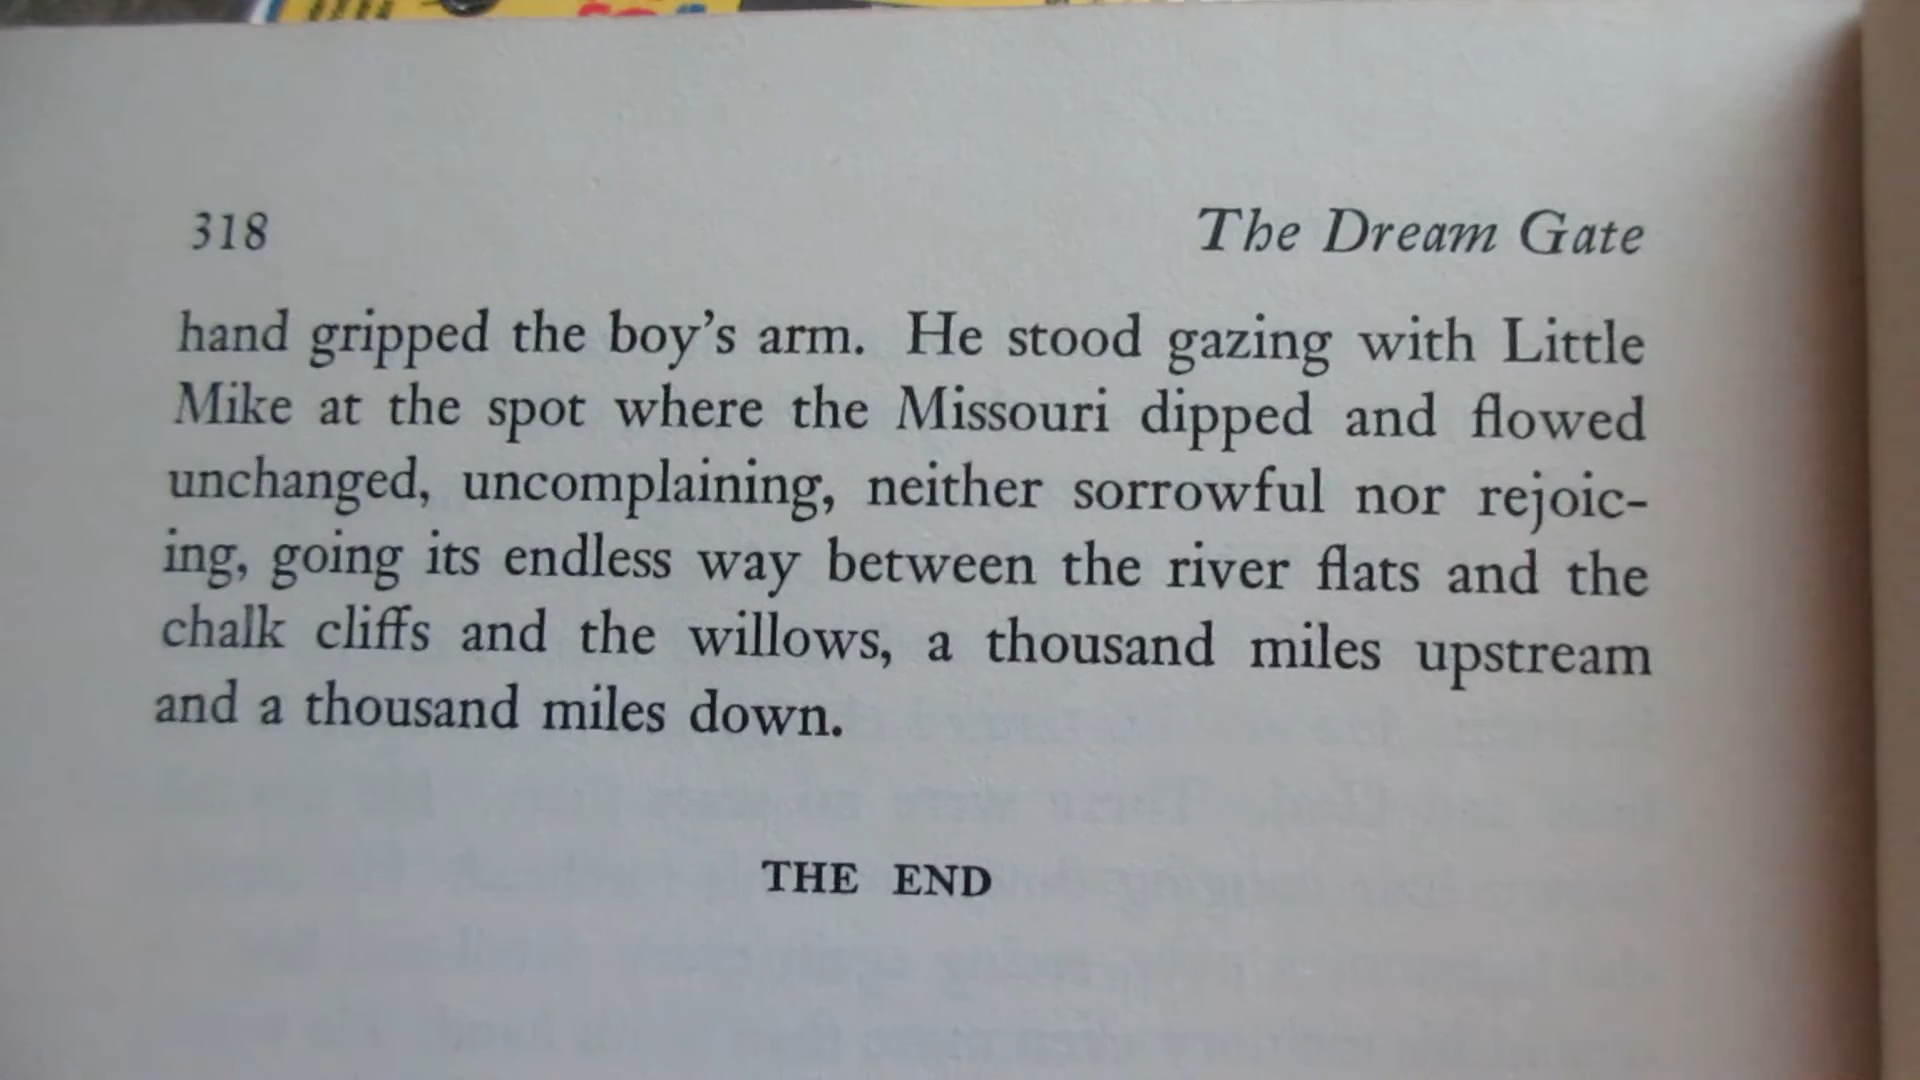 318 The Dream Gate
hand gripped the boy's arm. He stood gazing with Little
Mike at the spot where the Missouri dipped and flowed
unchanged, uncomplaining, neither sorrowful nor rejoic-
ing, going its endless way between the river flats and the
chalk cliffs and the willows, a thousand miles upstream
and a thousand miles down.
THE END